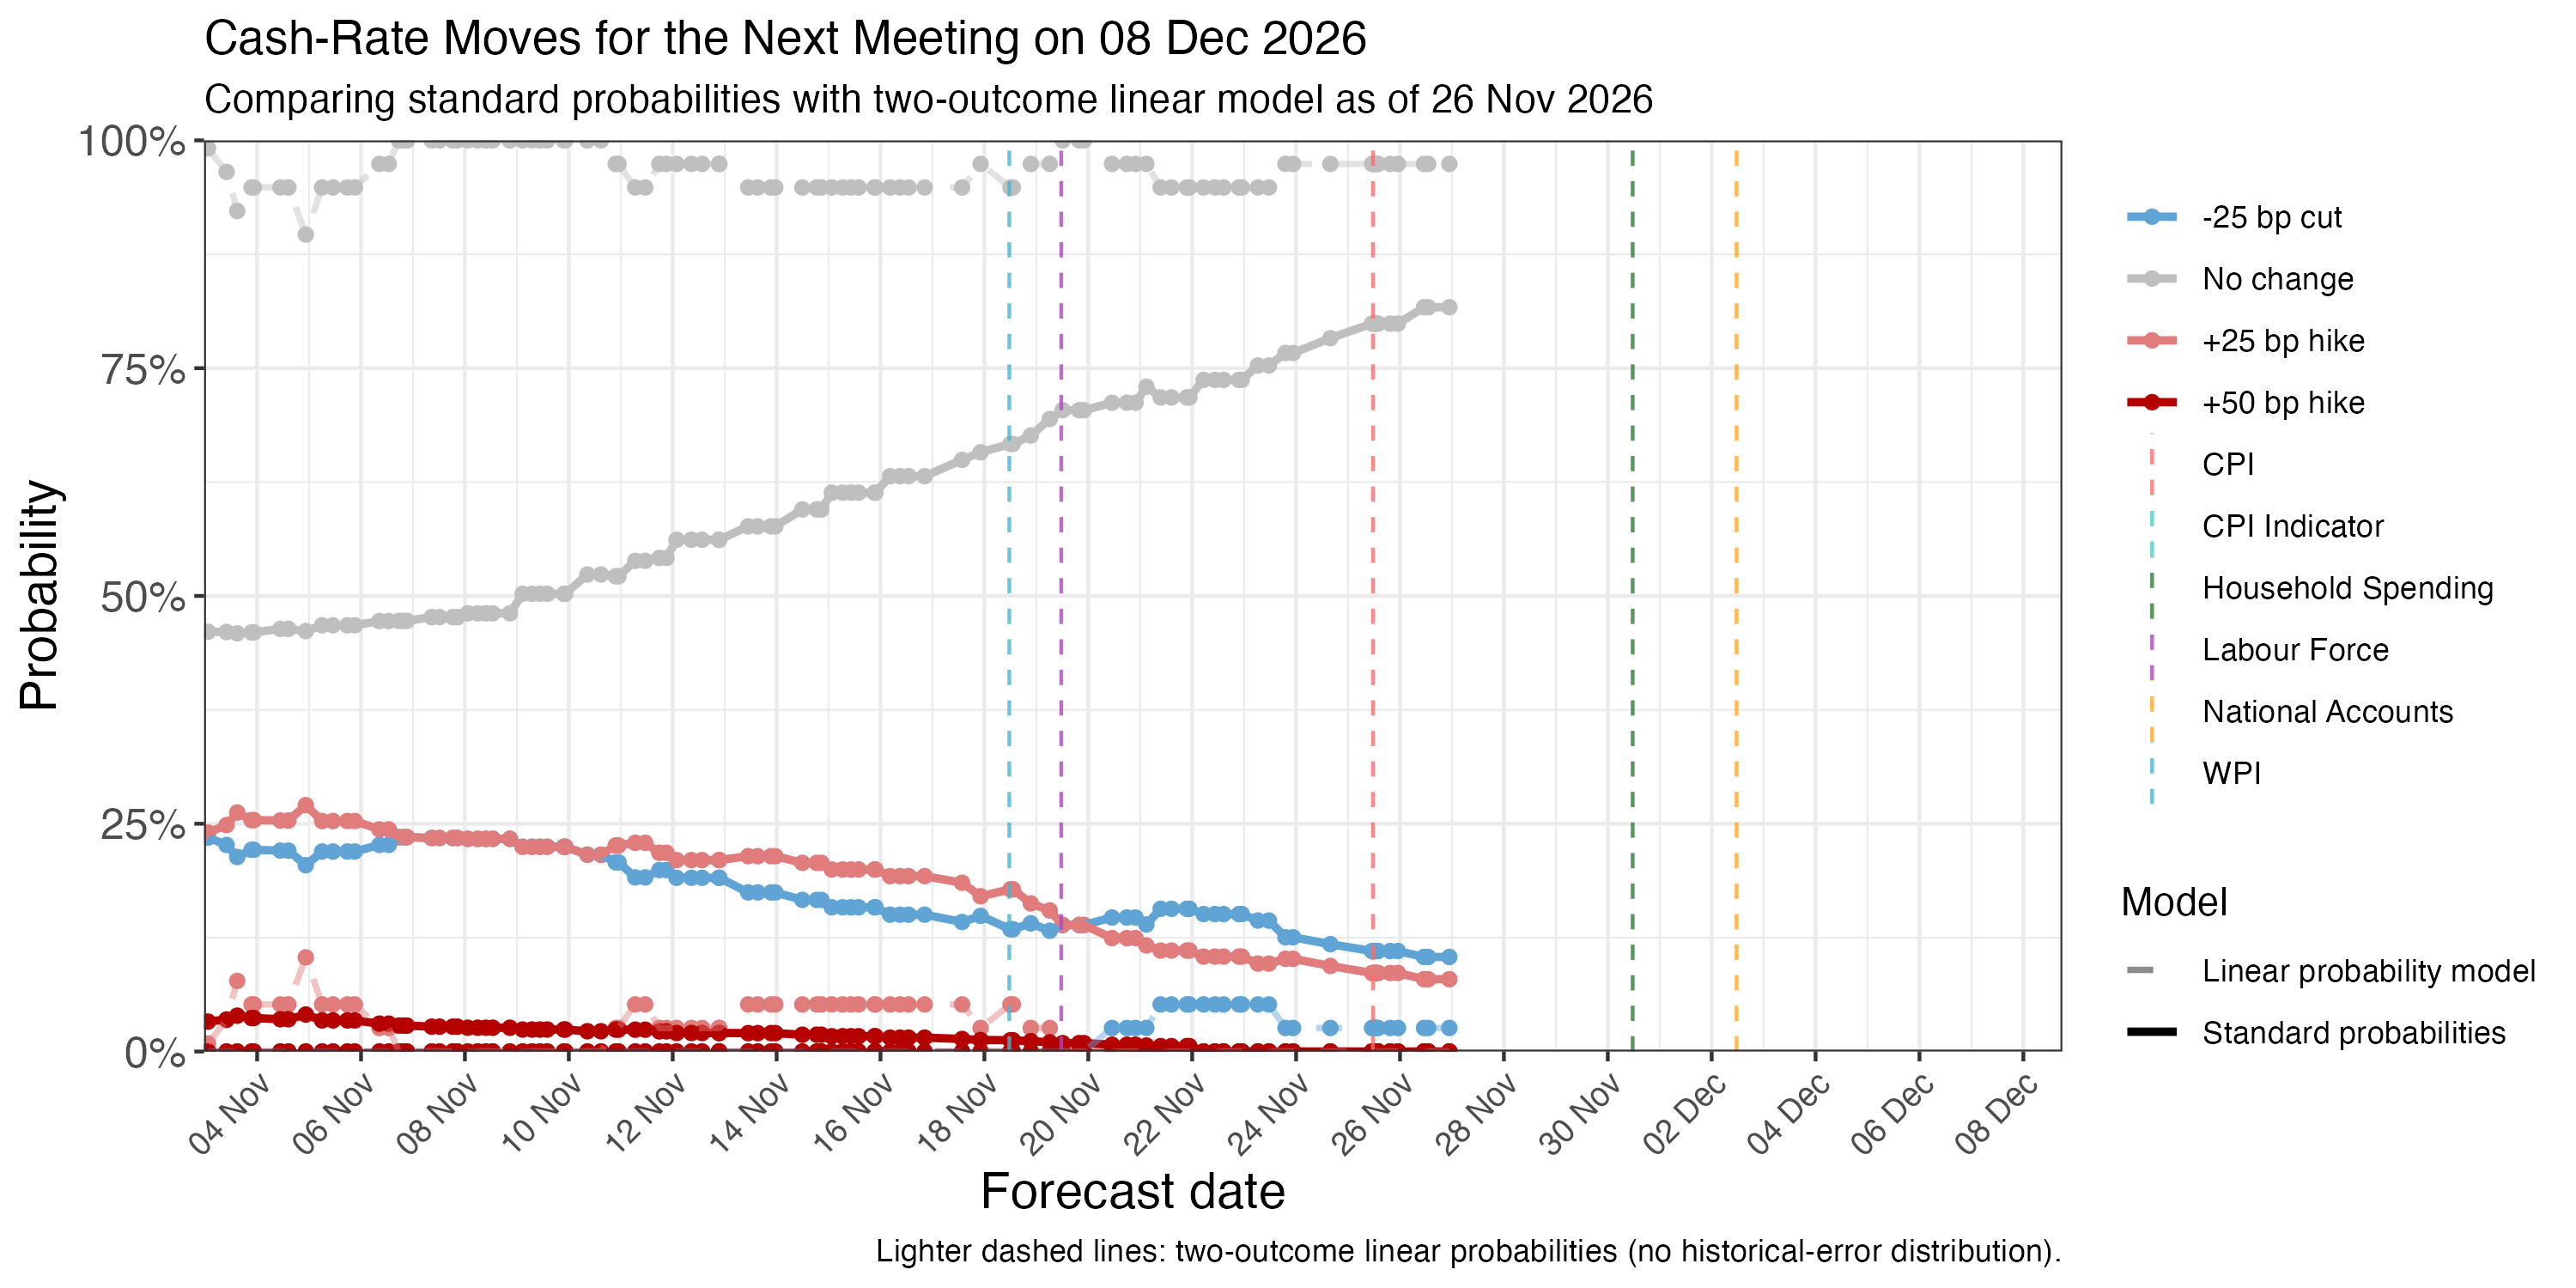 Cash-Rate Moves for the Next Meeting on 08 Dec 2026
Comparing standard probabilities with two-outcome linear model as of 26 Nov 2026
100%
75%
50%
25%
0%
Probability
04 Nov
06 Nov
08 Nov
10 Nov
12 Nov
14 Nov
16 Nov
18 Nov
20 Nov
22 Nov
24 Nov
26 Nov
28 Nov
30 Nov
02 Dec
04 Dec
06 Dec
08 Dec
Forecast date
-25 bp cut
No change
+25 bp hike
+50 bp hike
CPI
CPI Indicator
Household Spending
Labour Force
National Accounts
WPI
Model
Linear probability model
Standard probabilities
Lighter dashed lines: two-outcome linear probabilities (no historical-error distribution).